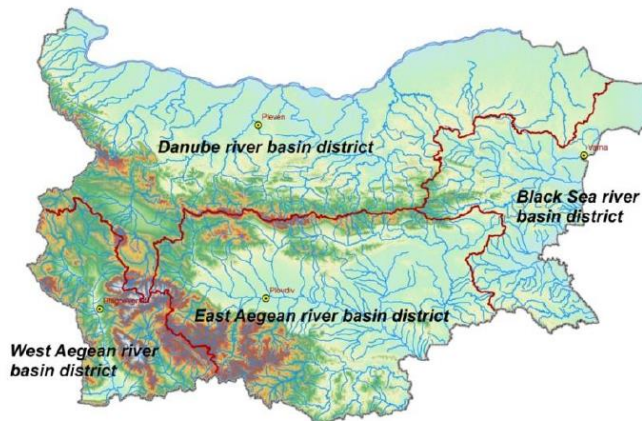 Pleven
Danube river basin district
Varna
Black Sea river
basin district
Plovdiv
East Aegean river basin district
West Aegean river
basin district